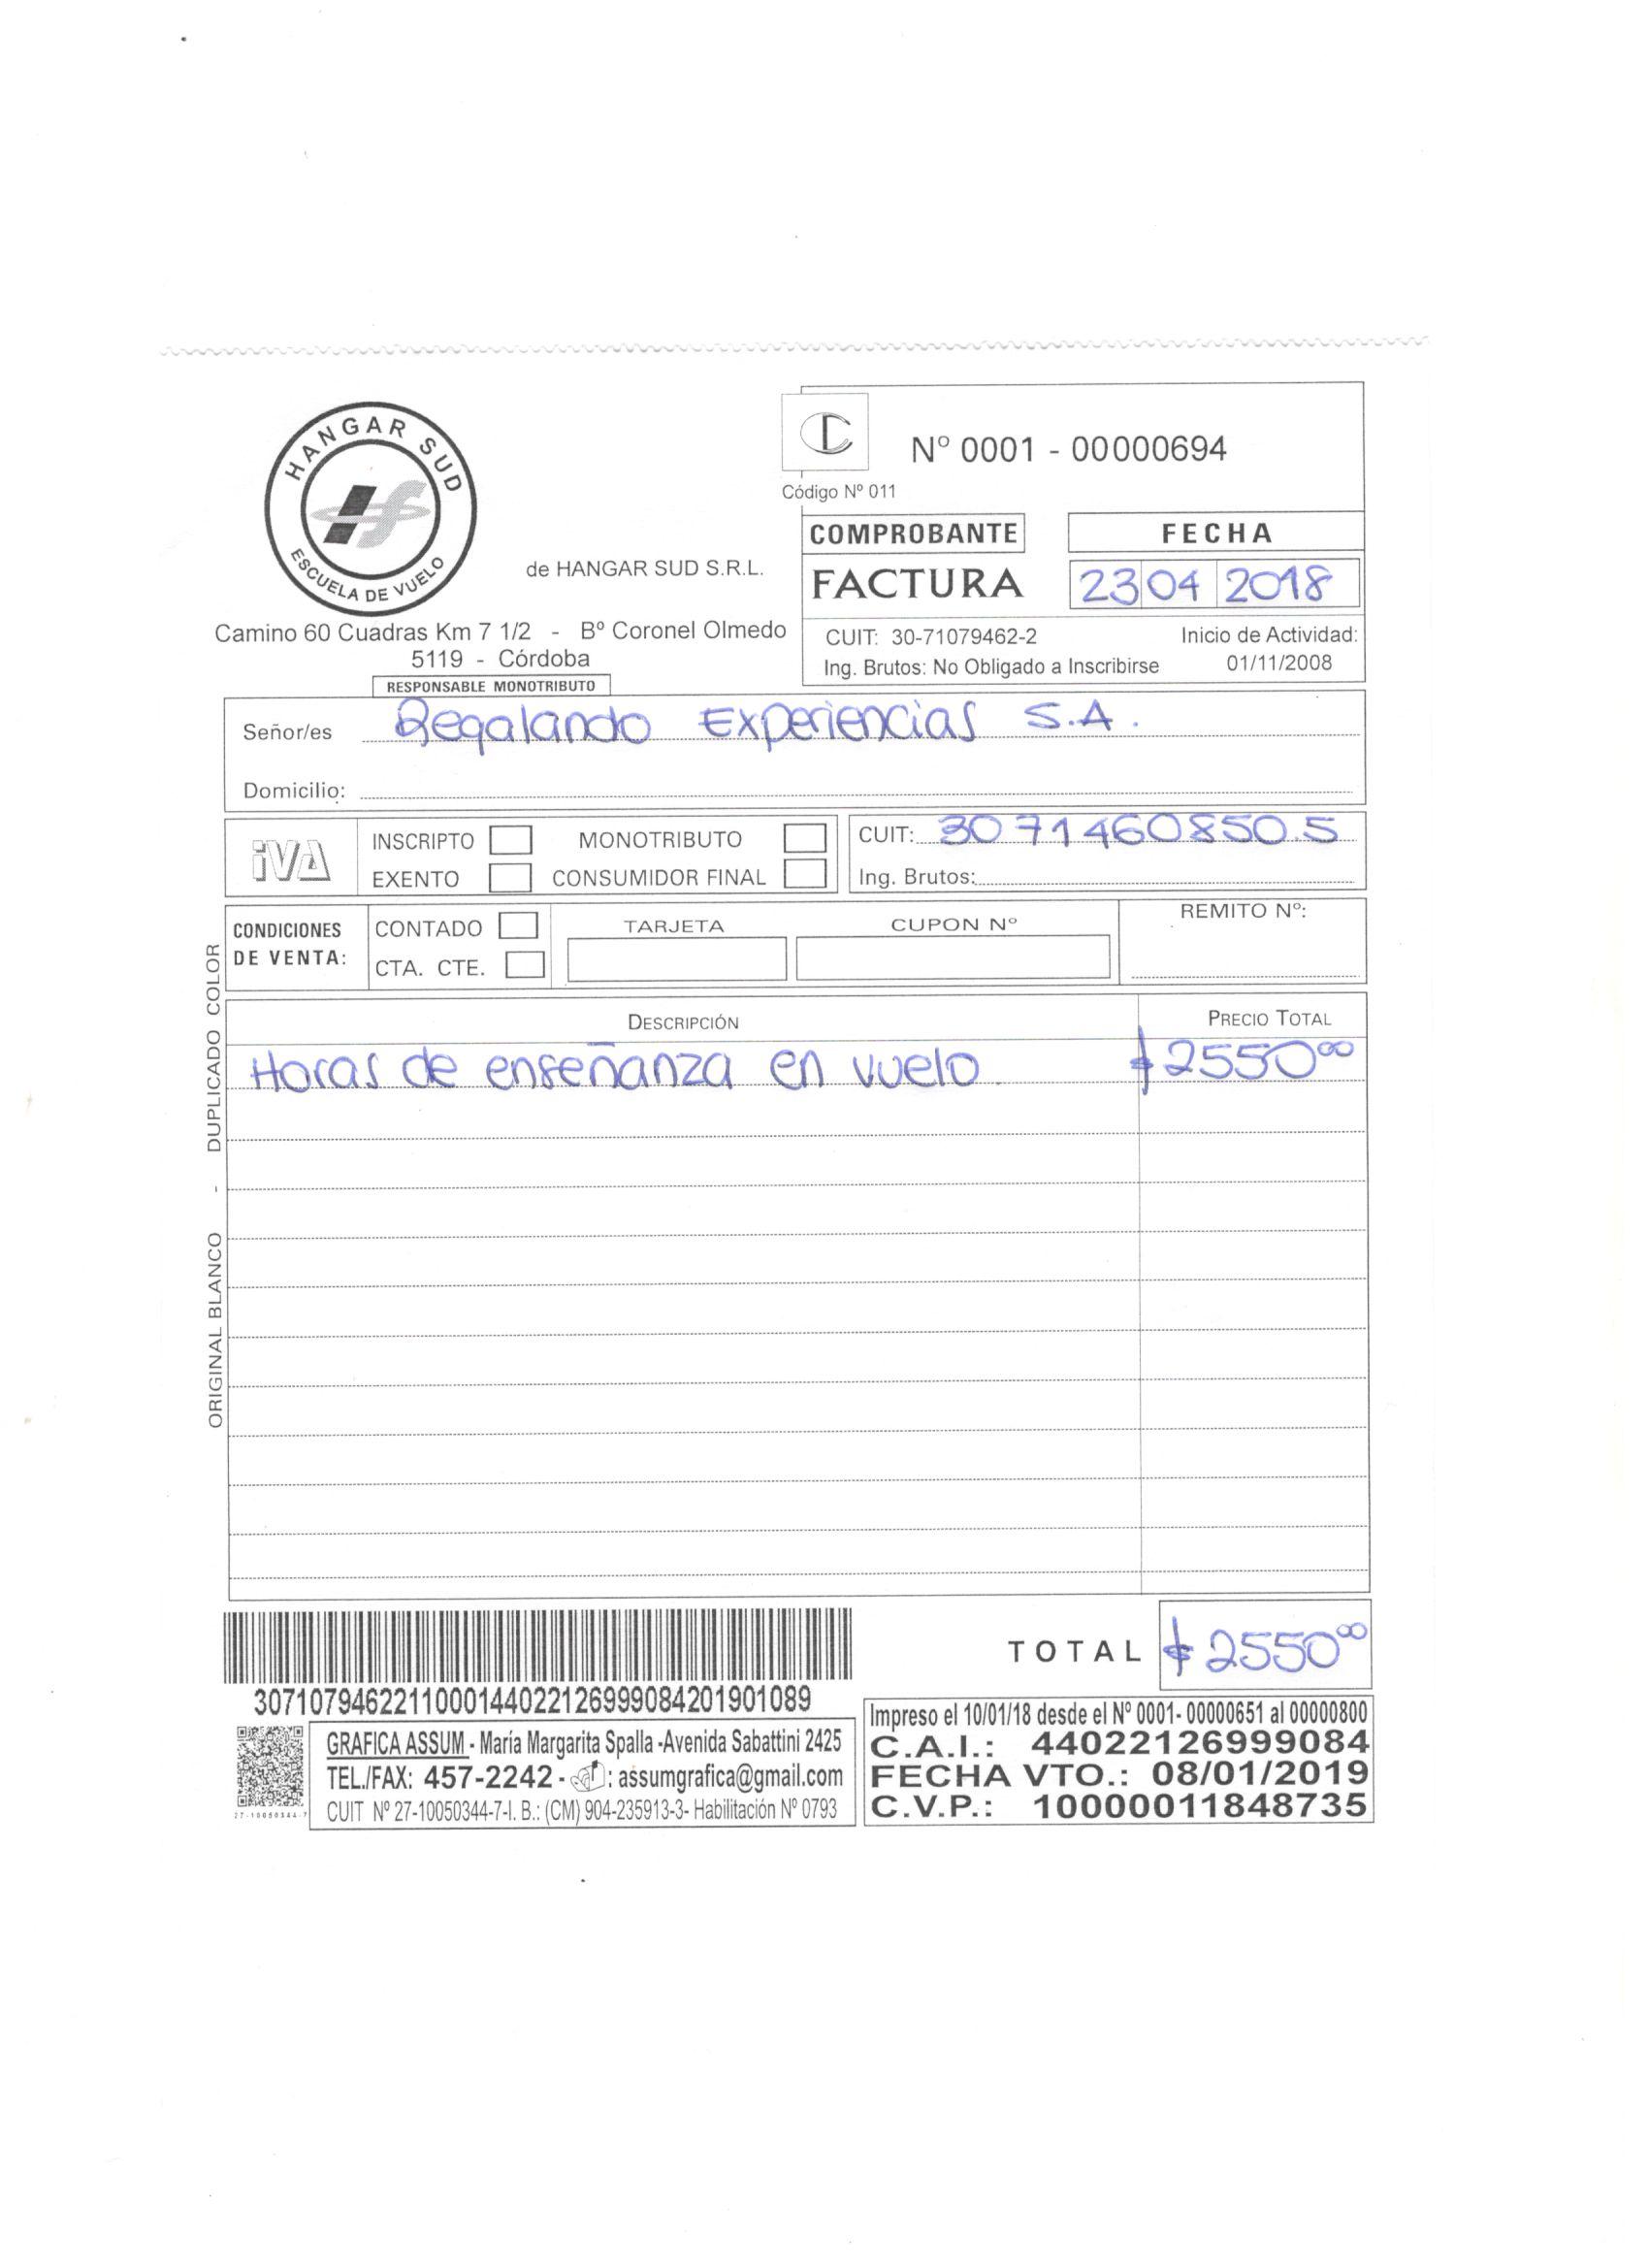 HANGAR SUD
ESCUELA DE VUELO
de HANGAR SUD S.R.L.
Camino 60 Cuadras Km 7 1/2 - Bº Coronel Olmedo
5119 - Córdoba
RESPONSABLE MONOTRIBUTO
C
Nº 0001 - 00000694
Código Nº 011
COMPROBANTE
FECHA
FACTURA
23 04 2018
CUIT: 30-71079462-2
Inicio de Actividad:
Ing. Brutos: No Obligado a Inscribirse
01/11/2008
Señor/es Regalando Experiencias S.A.
Domicilio:
iVA
INSCRIPTO
MONOTRIBUTO
EXENTO
CONSUMIDOR FINAL
CUIT: 30 71460850.5
Ing. Brutos:
CONDICIONES
DE VENTA:
CONTADO
CTA. CTE.
TARJETA
CUPON Nº
REMITO Nº:
DESCRIPCIÓN
PRECIO TOTAL
Horas de enseñanza en vuelo $2550 00
ORIGINAL BLANCO - DUPLICADO COLOR
TOTAL $2550 00
3071079462211000144022126999084201901089
27-10050344-7
GRAFICA ASSUM - María Margarita Spalla -Avenida Sabattini 2425
TEL./FAX: 457-2242 - : assumgrafica@gmail.com
CUIT Nº 27-10050344-7-I. B.: (CM) 904-235913-3- Habilitación Nº 0793
Impreso el 10/01/18 desde el Nº 0001- 00000651 al 00000800
C.A.I.: 44022126999084
FECHA VTO.: 08/01/2019
C.V.P.: 10000011848735